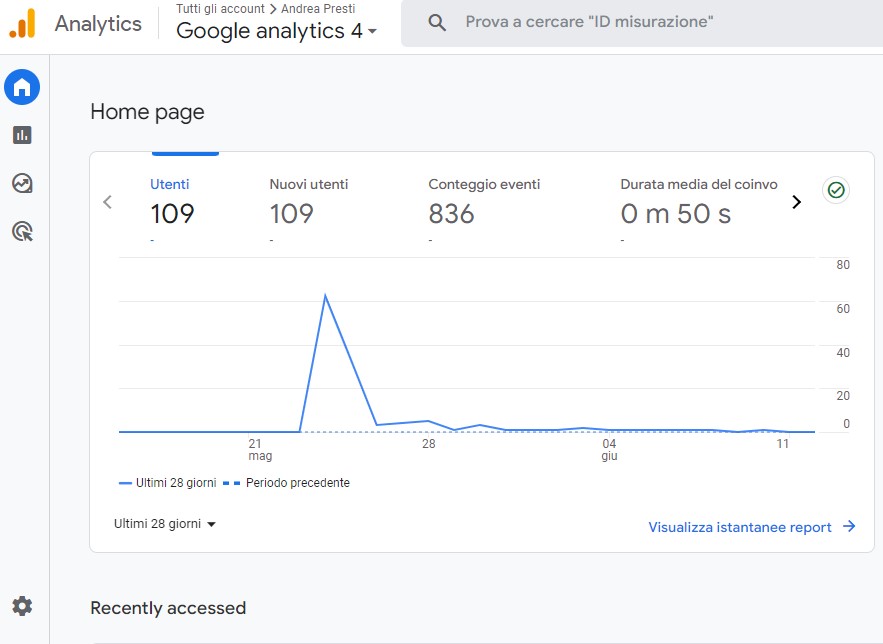 Analytics
Tutti gli account > Andrea Presti
Google analytics 4
Prova a cercare "ID misurazione"
Home page
Utenti
109
-
Nuovi utenti
109
-
Conteggio eventi
836
-
Durata media del coinvo
0 m 50 s
-
80
60
40
20
0
21
mag
28
04
giu
11
Ultimi 28 giorni
Periodo precedente
Ultimi 28 giorni
Visualizza istantanee report
Recently accessed